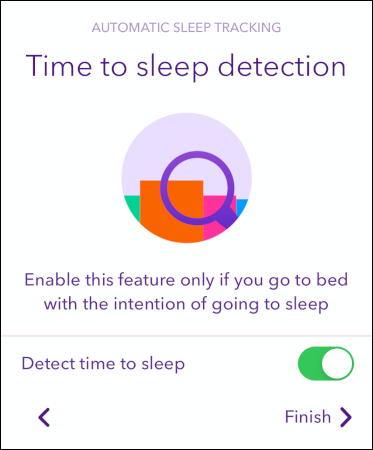 AUTOMATIC SLEEP TRACKING
Time to sleep detection
Enable this feature only if you go to bed
with the intention of going to sleep
Detect time to sleep
Finish